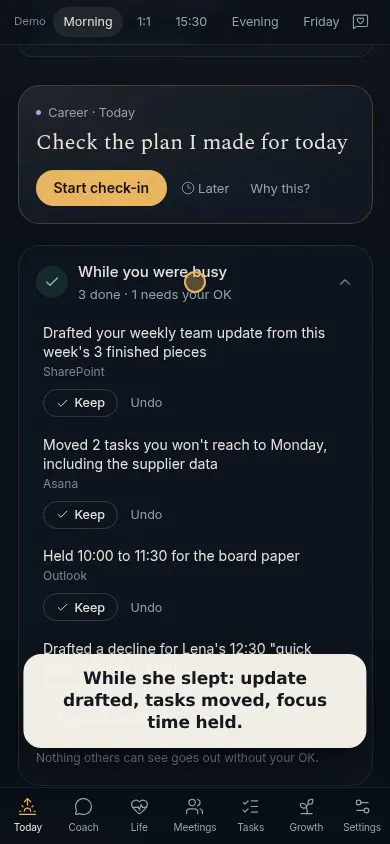 Demo Morning 1:1 15:30 Evening Friday
Career · Today
Check the plan I made for today
Start check-in Later Why this?
While you were busy
3 done · 1 needs your OK
Drafted your weekly team update from this
week's 3 finished pieces
SharePoint
Keep Undo
Moved 2 tasks you won't reach to Monday,
including the supplier data
Asana
Keep Undo
Held 10:00 to 11:30 for the board paper
Outlook
Keep Undo
Drafted a decline for Lena's 12:30 "quick
While she slept: update
drafted, tasks moved, focus
time held.
Nothing others can see goes out without your OK.
Today Coach Life Meetings Tasks Growth Settings